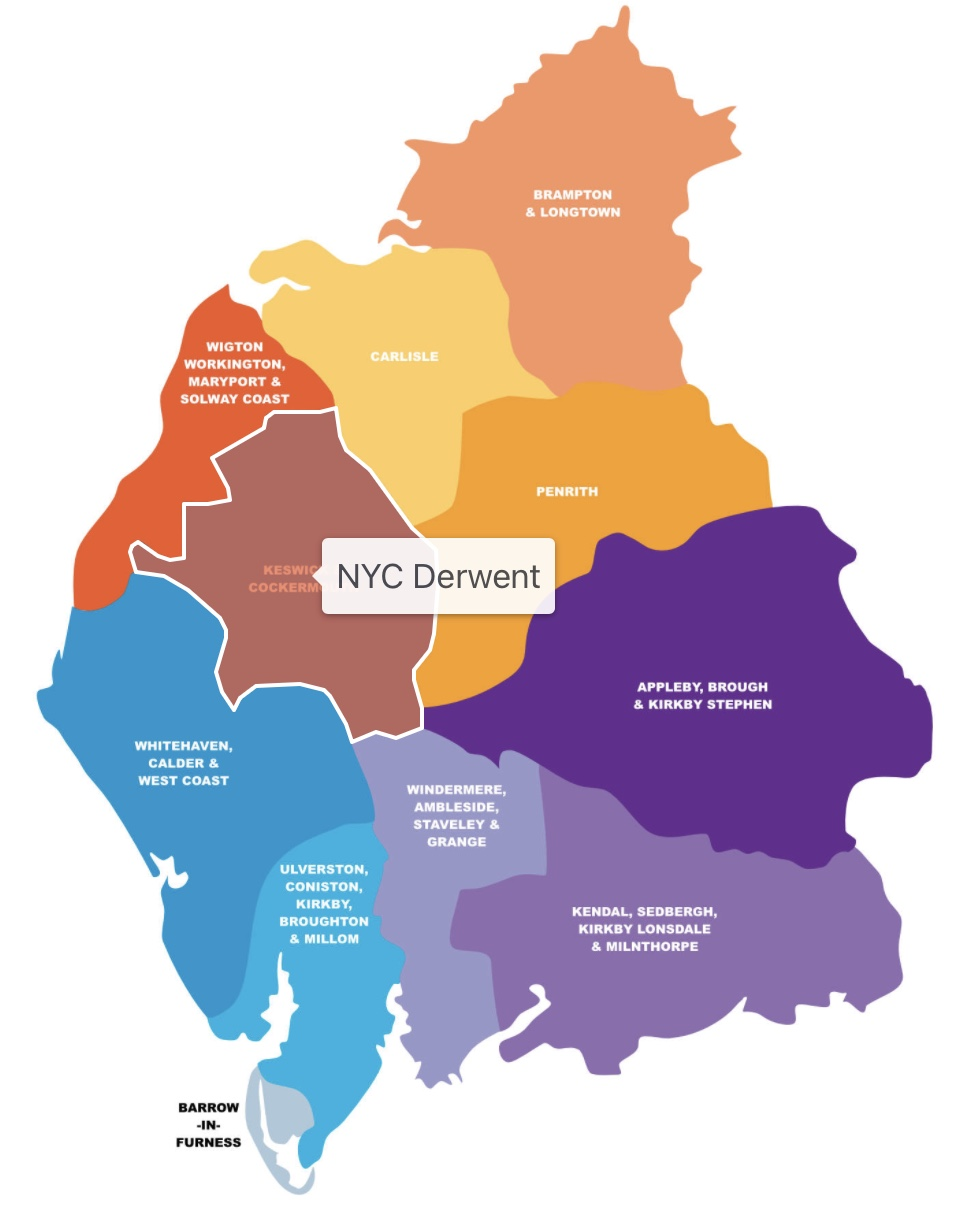 BRAMPTON
& LONGTOWN
CARLISLE
WIGTON
WORKINGTON,
MARYPORT &
SOLWAY COAST
PENRITH
NYC Derwent
APPLEBY, BROUGH
& KIRKBY STEPHEN
WHITEHAVEN,
CALDER &
WEST COAST
WINDERMERE,
AMBLESIDE,
STAVELEY &
GRANGE
ULVERSTON,
CONISTON,
KIRKBY,
BROUGHTON
& MILLOM
KENDAL, SEDBERGH,
KIRKBY LONSDALE
& MILNTHORPE
BARROW
-IN-
FURNESS